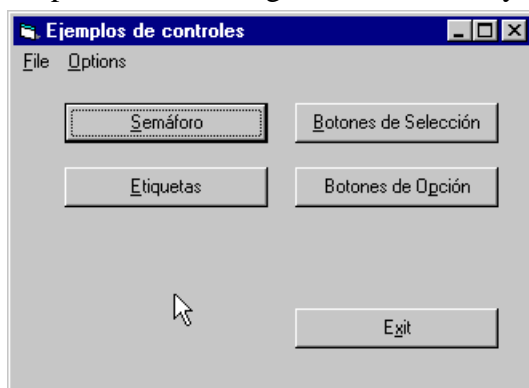 Ejemplos de controles
File Options
Semáforo Botones de Selección
Etiquetas Botones de Opción
Exit